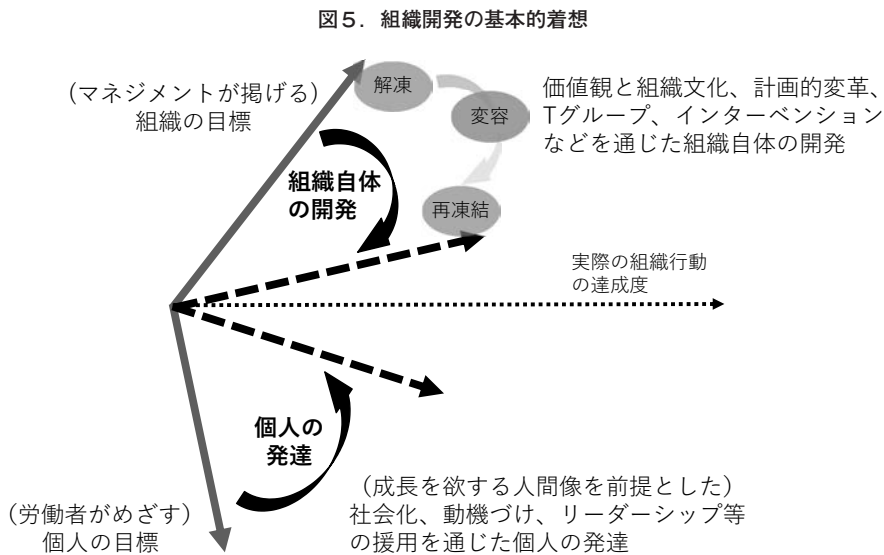 図５．組織開発の基本的着想
（マネジメントが掲げる）
組織の目標
解凍
変容
再凍結
価値観と組織文化、計画的変革、
Tグループ、インターベンション
などを通じた組織自体の開発
組織自体
の開発
実際の組織行動
の達成度
個人の
発達
（労働者がめざす）
個人の目標
（成長を欲する人間像を前提とした）
社会化、動機づけ、リーダーシップ等
の援用を通じた個人の発達